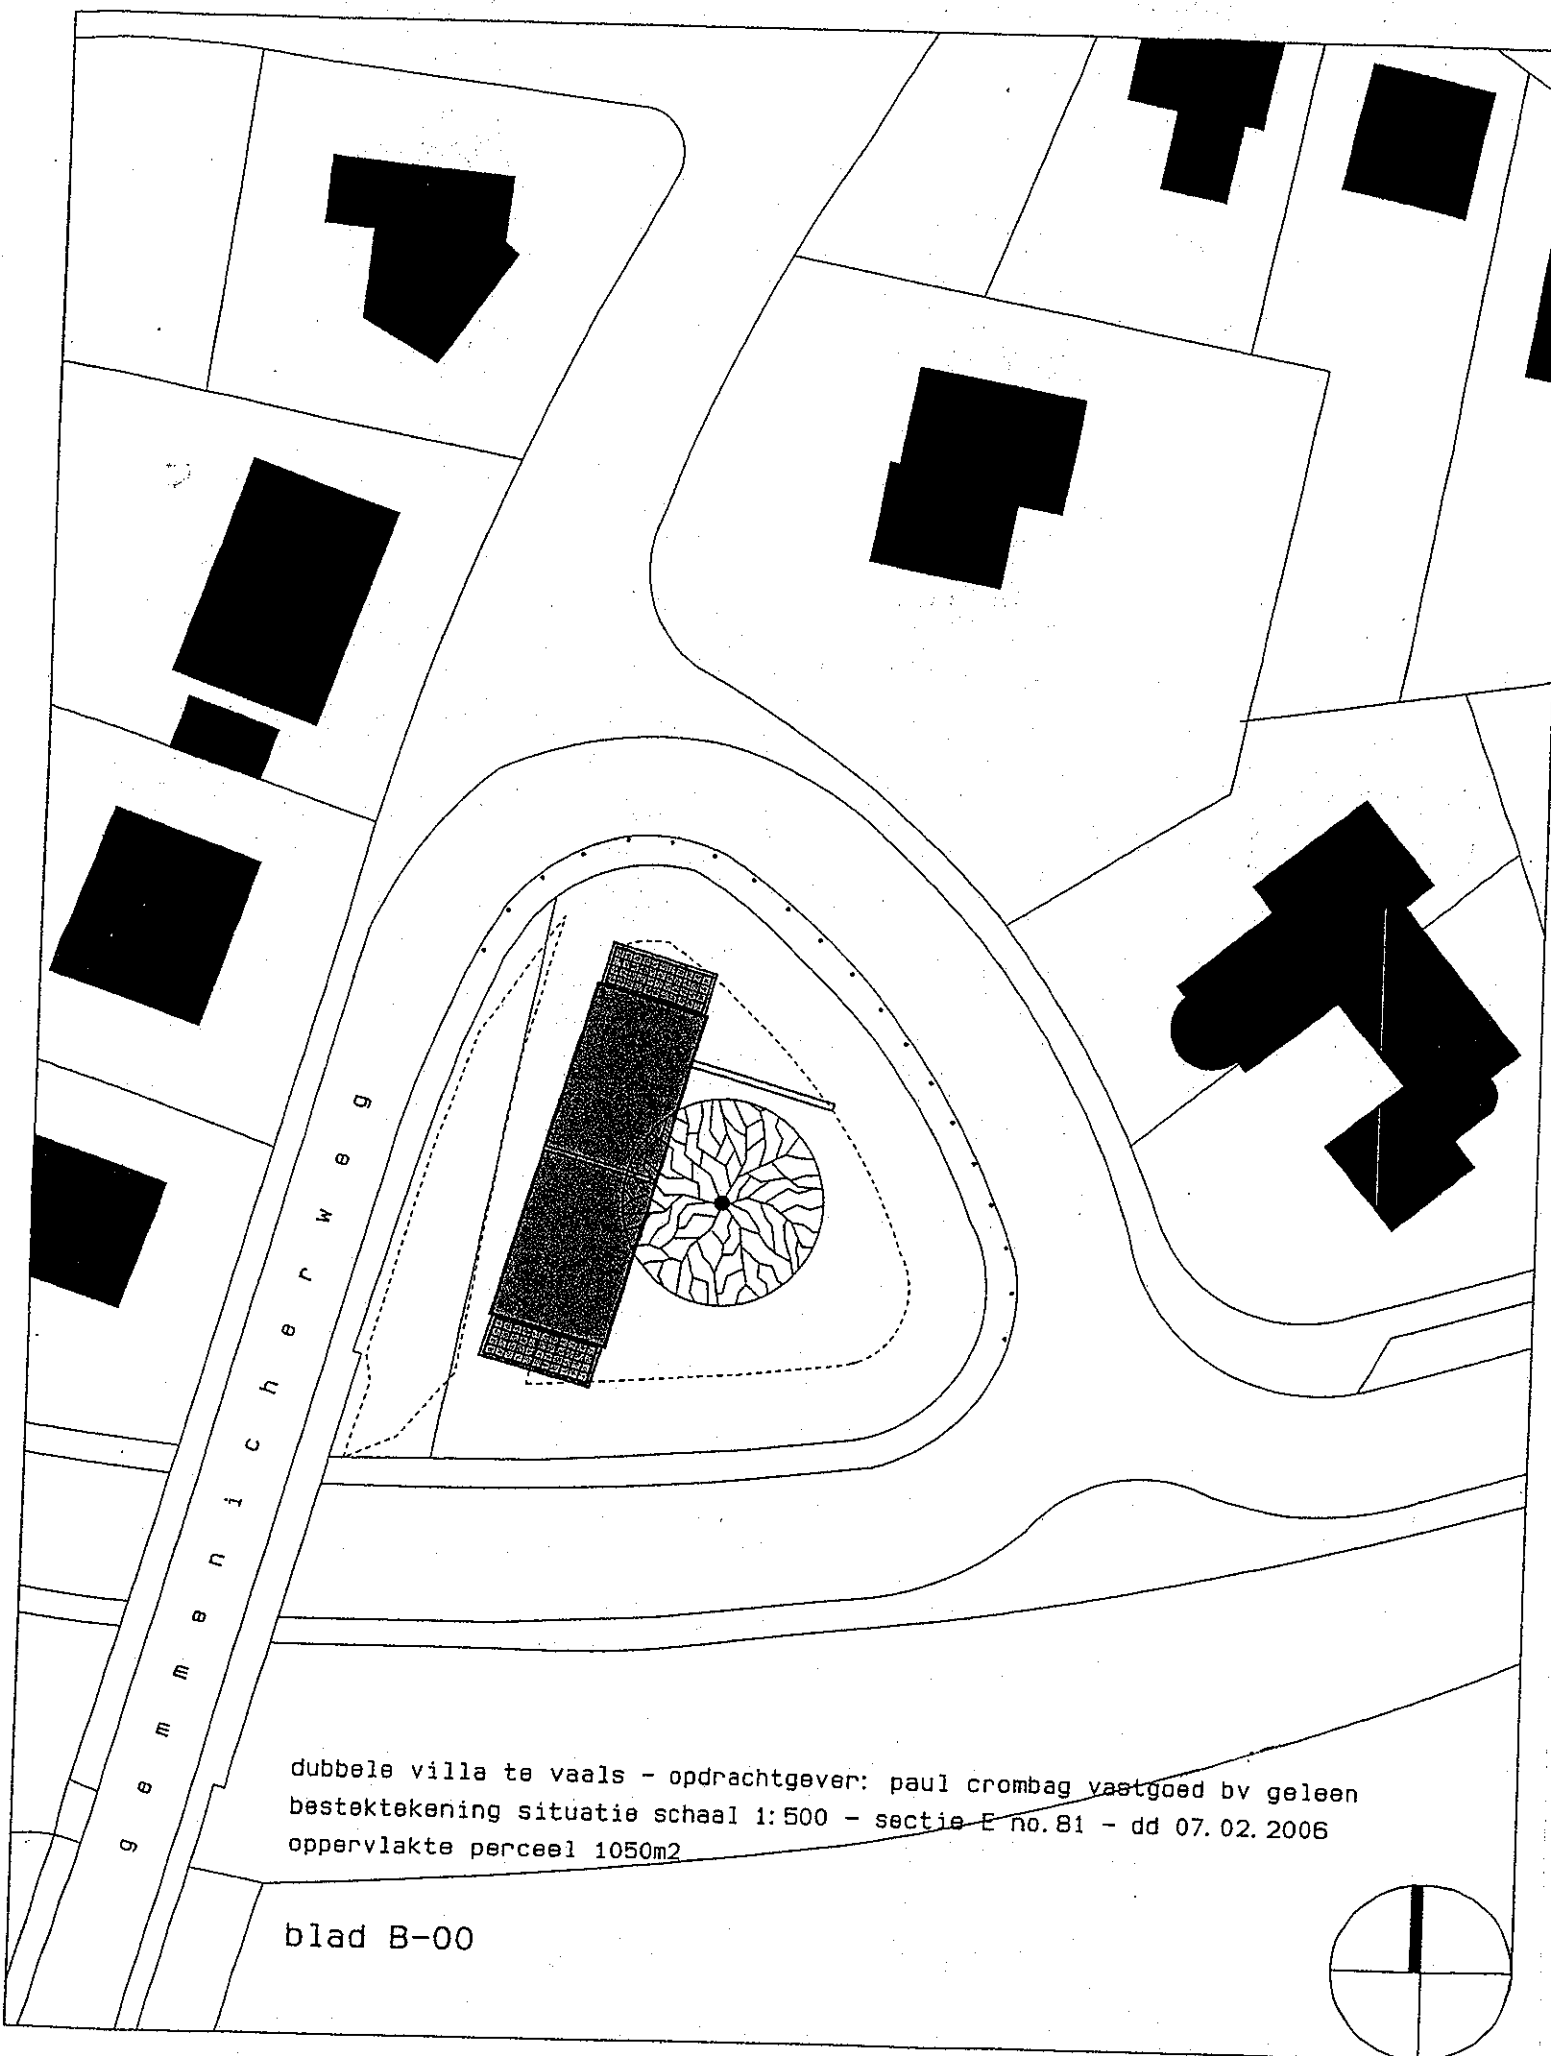 gemmenicherweg
dubbele villa te vaals - opdrachtgever: paul crombag vastgoed bv geleen
bestektekening situatie schaal 1:500 - sectie E no.81 - dd 07.02.2006
oppervlakte perceel 1050m2
blad B-00